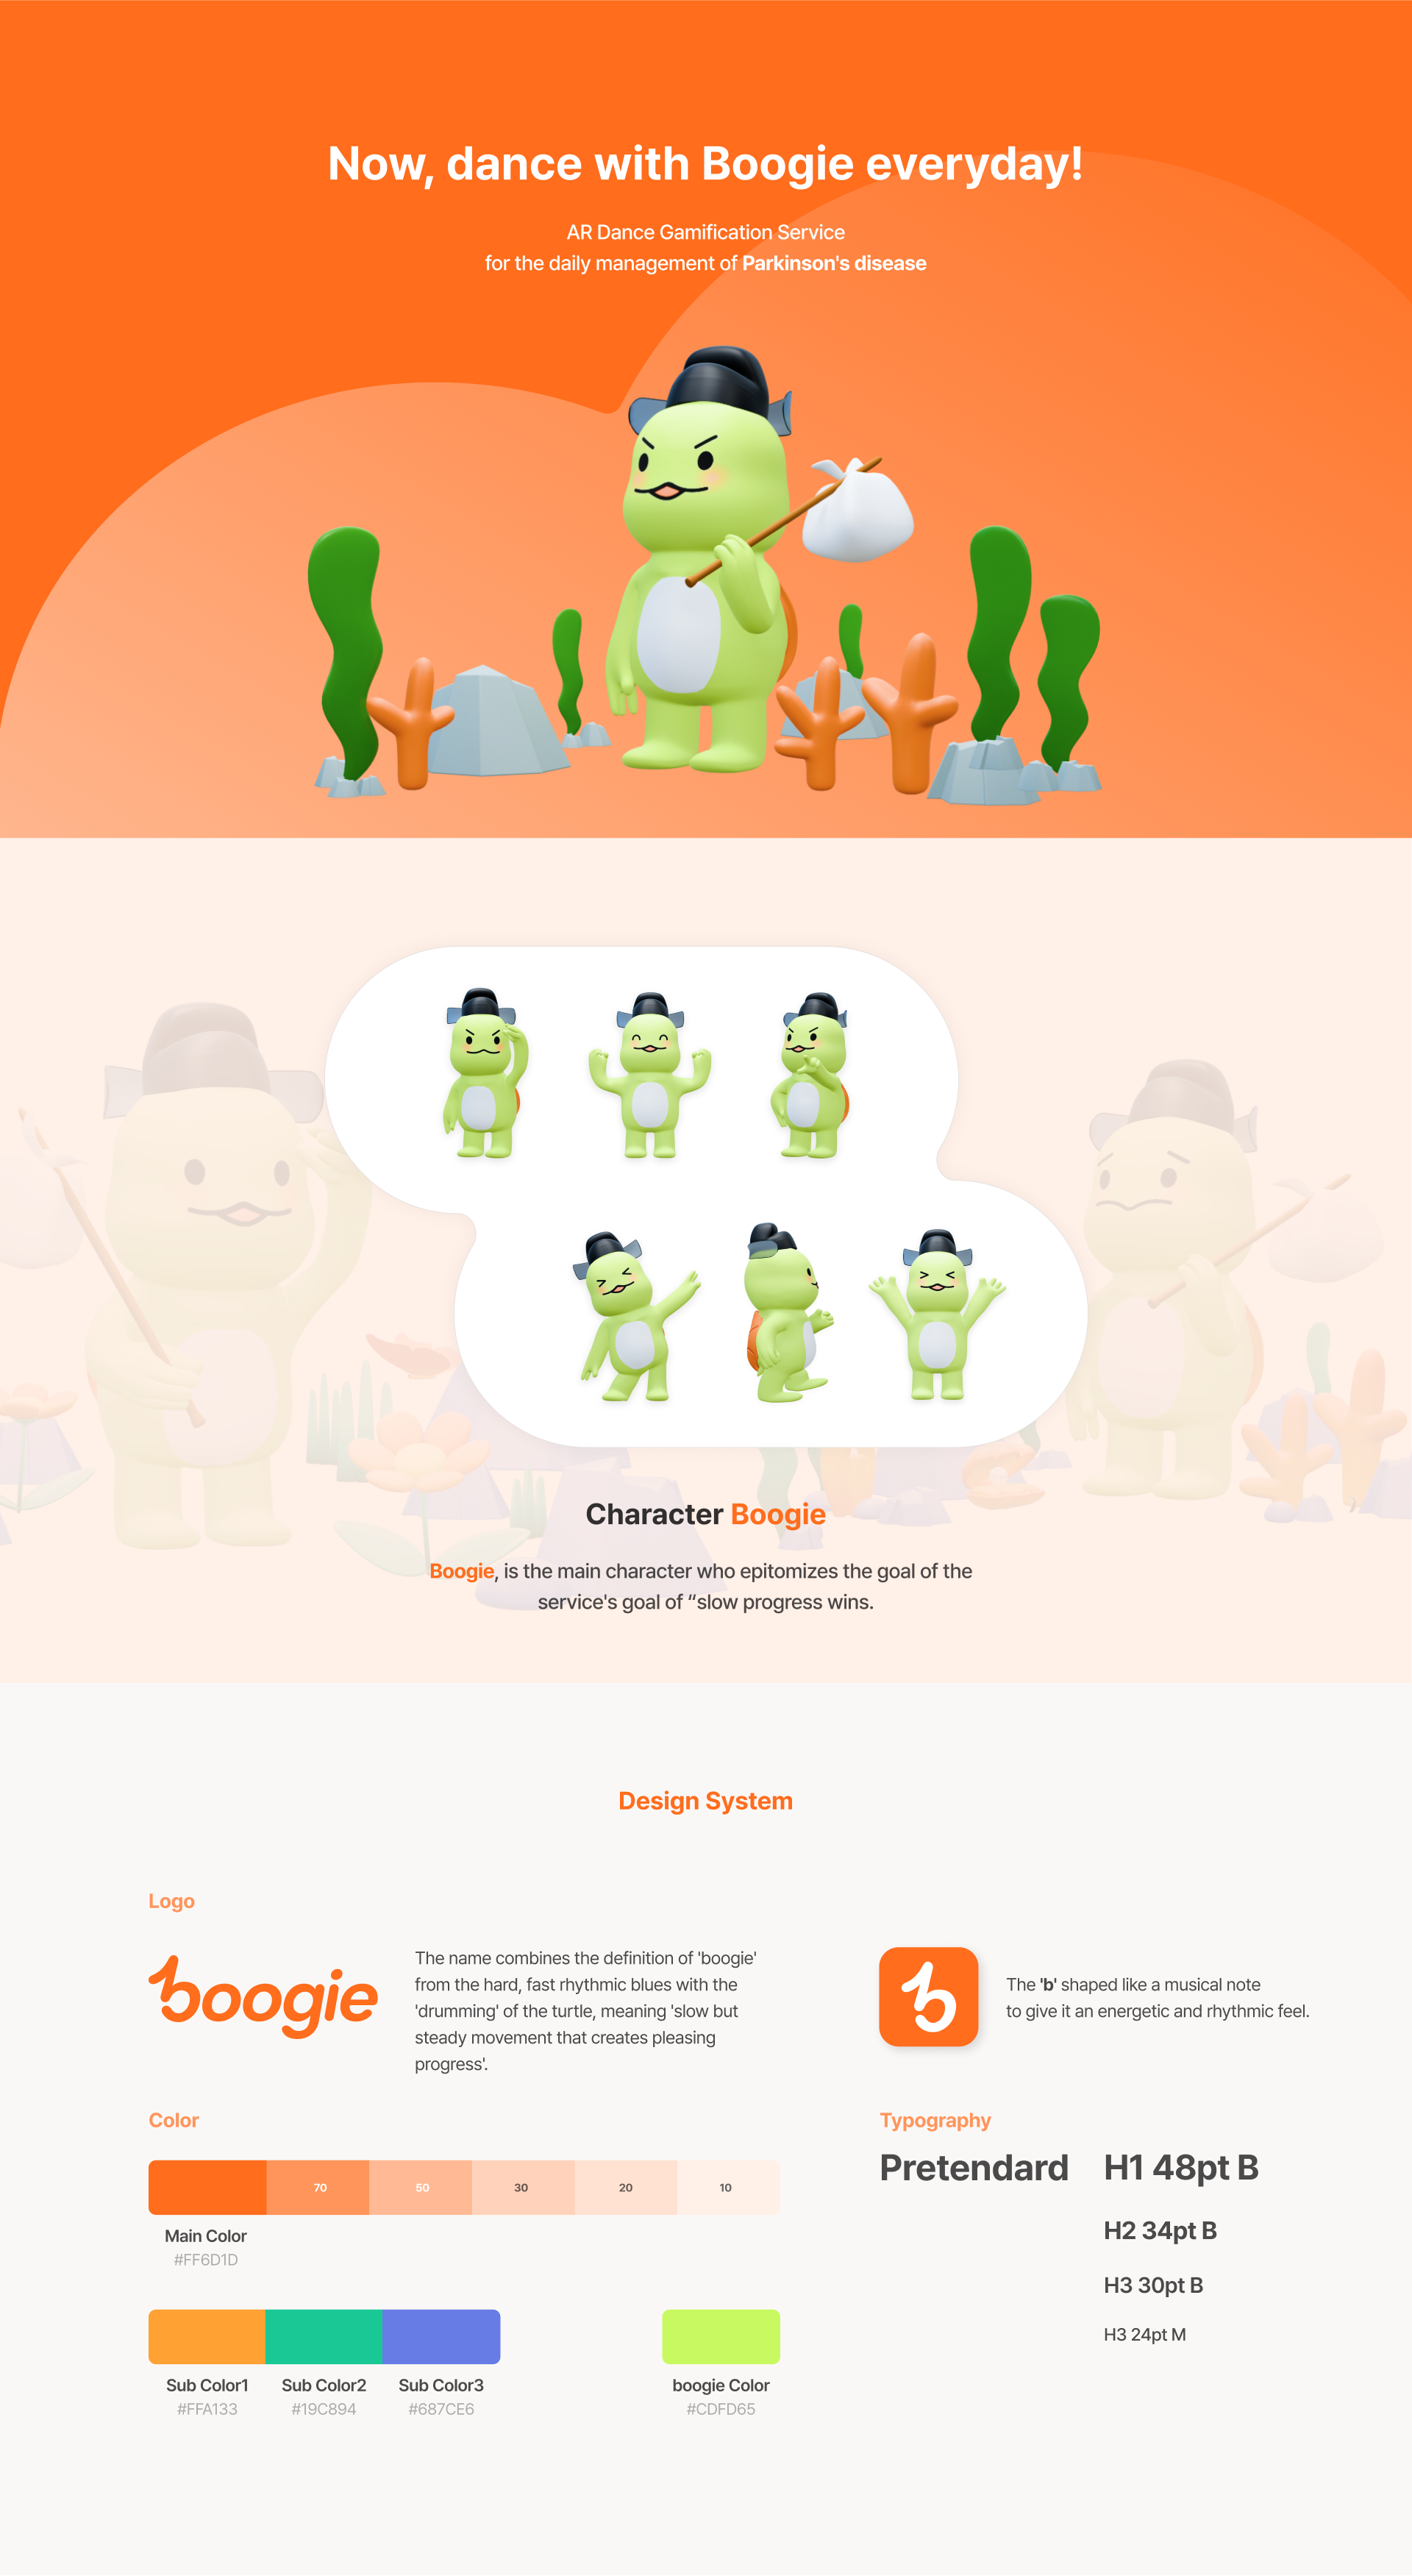 Now, dance with Boogie everyday!
AR Dance Gamification Service
for the daily management of Parkinson's disease
Character Boogie
Boogie, is the main character who epitomizes the goal of the
service's goal of “slow progress wins.
Design System
Logo
boogie
The name combines the definition of 'boogie'
from the hard, fast rhythmic blues with the
'drumming' of the turtle, meaning 'slow but
steady movement that creates pleasing
progress'.
b
The 'b' shaped like a musical note
to give it an energetic and rhythmic feel.
Color
70 50 30 20 10
Main Color
#FF6D1D
Sub Color1 Sub Color2 Sub Color3 boogie Color
#FFA133 #19C894 #687CE6 #CDFD65
Typography
Pretendard H1 48pt B
H2 34pt B
H3 30pt B
H3 24pt M